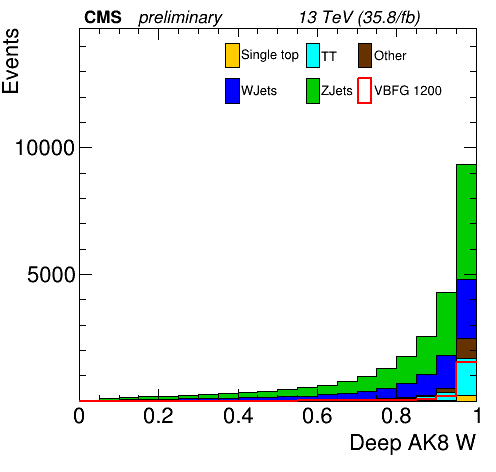 CMS preliminary 13 TeV (35.8/fb)
Events
Single top TT Other
WJets ZJets VBFG 1200
10000
5000
0 0.2 0.4 0.6 0.8 1
Deep AK8 W